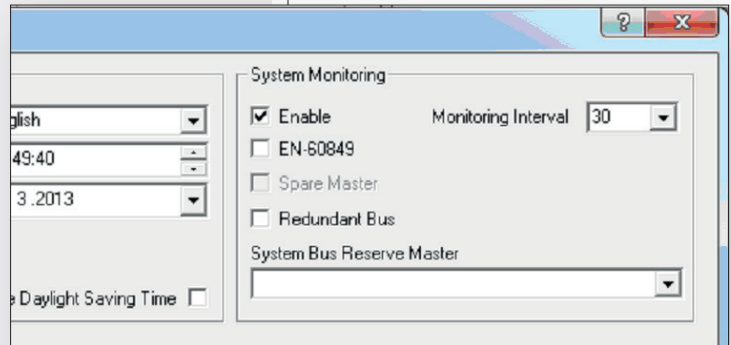 System Monitoring
glish
Enable
Monitoring Interval
30
49:40
EN-60849
Spare Master
3 .2013
Redundant Bus
System Bus Reserve Master
Daylight Saving Time